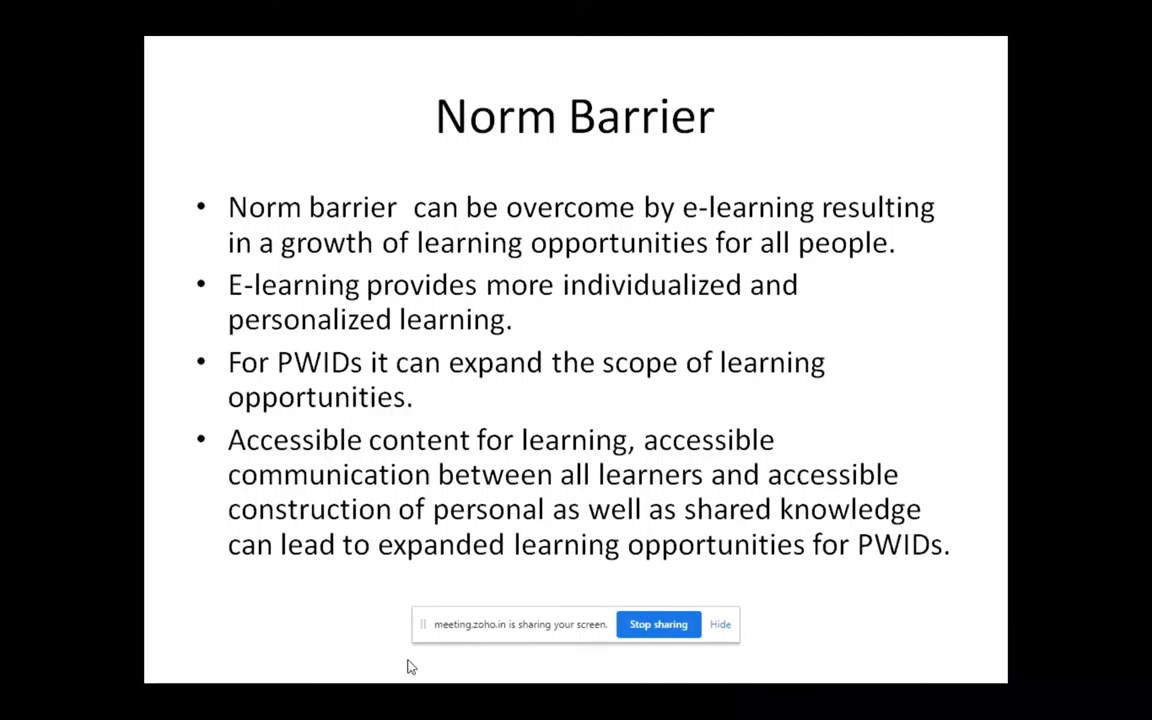 Norm Barrier
• Norm barrier  can be overcome by e-learning resulting
in a growth of learning opportunities for all people.
• E-learning provides more individualized and
personalized learning.
• For PWIDs it can expand the scope of learning
opportunities.
• Accessible content for learning, accessible
communication between all learners and accessible
construction of personal as well as shared knowledge
can lead to expanded learning opportunities for PWIDs.
meeting.zoho.in is sharing your screen. Stop sharing Hide